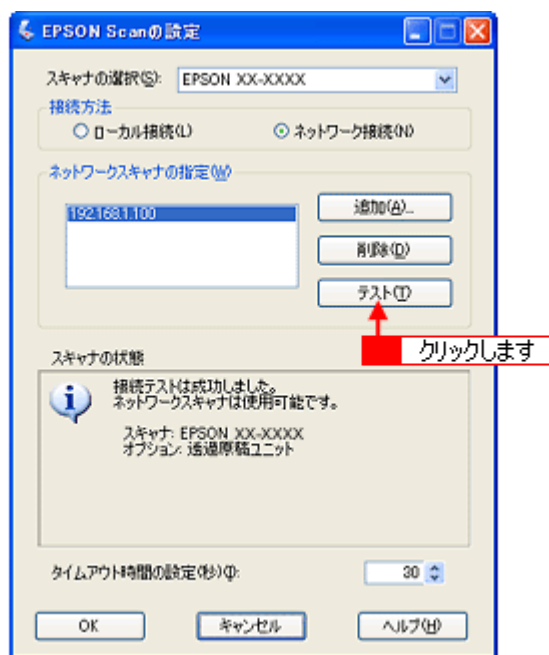 EPSON Scanの設定
スキャナの選択(S): EPSON XX-XXXX
接続方法
ローカル接続(L) ネットワーク接続(N)
ネットワークスキャナの指定(W)
192.168.1.100
追加(A)...
削除(D)
テスト(T)
クリックします
スキャナの状態
接続テストは成功しました。
ネットワークスキャナは使用可能です。
スキャナ: EPSON XX-XXXX
オプション: 透過原稿ユニット
タイムアウト時間の設定(秒)(I): 30
OK キャンセル ヘルプ(H)